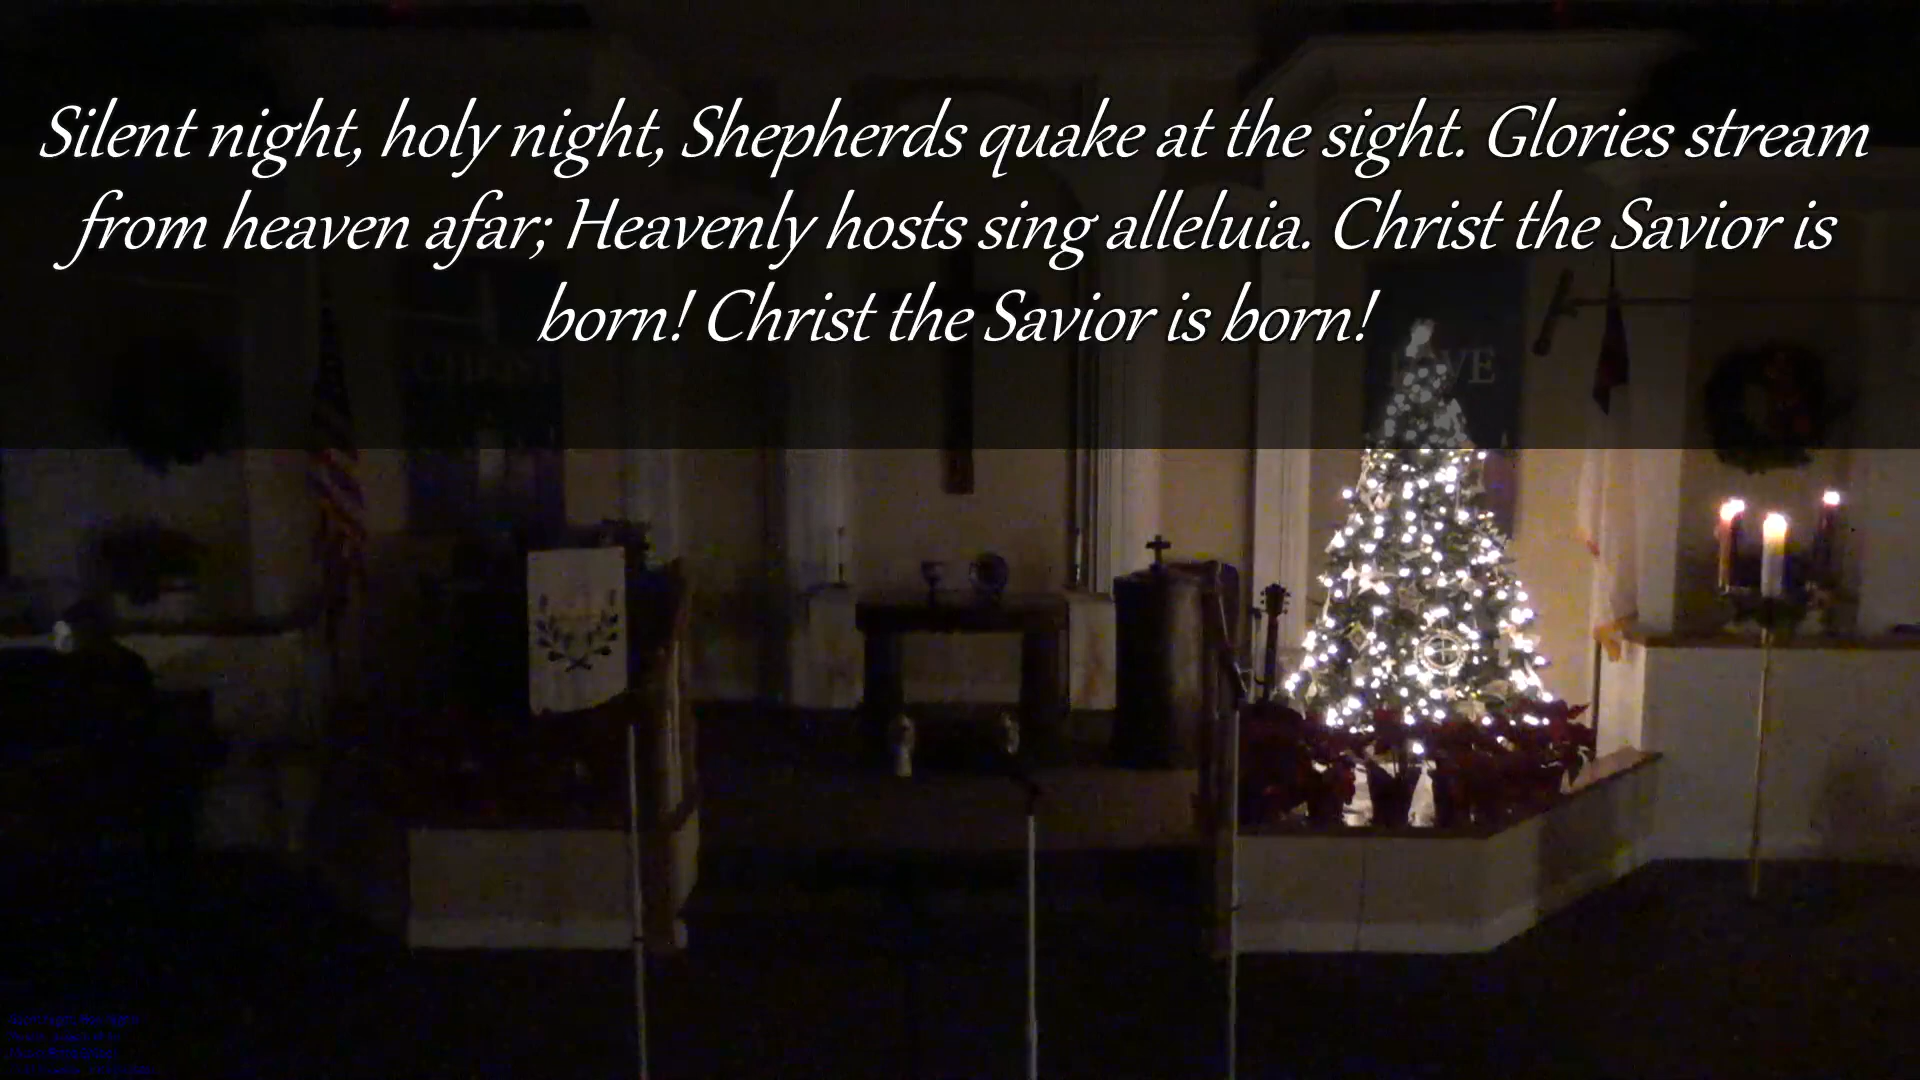 Silent night, holy night, Shepherds quake at the sight. Glories stream
from heaven afar; Heavenly hosts sing alleluia. Christ the Savior is
born! Christ the Savior is born!
CHRIST